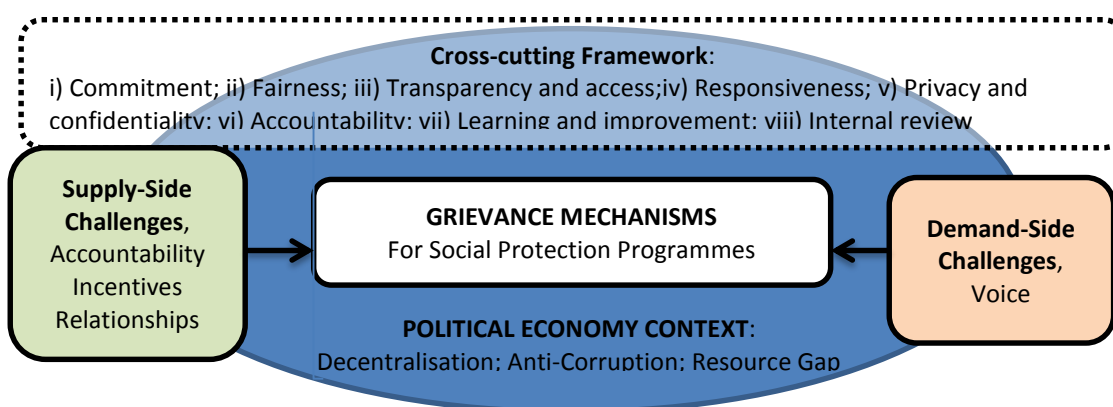 Cross-cutting Framework:
i) Commitment; ii) Fairness; iii) Transparency and access;iv) Responsiveness; v) Privacy and
confidentiality; vi) Accountability; vii) Learning and improvement; viii) Internal review
Supply-Side
Challenges,
Accountability
Incentives
Relationships
GRIEVANCE MECHANISMS
For Social Protection Programmes
Demand-Side
Challenges,
Voice
POLITICAL ECONOMY CONTEXT:
Decentralisation; Anti-Corruption; Resource Gap